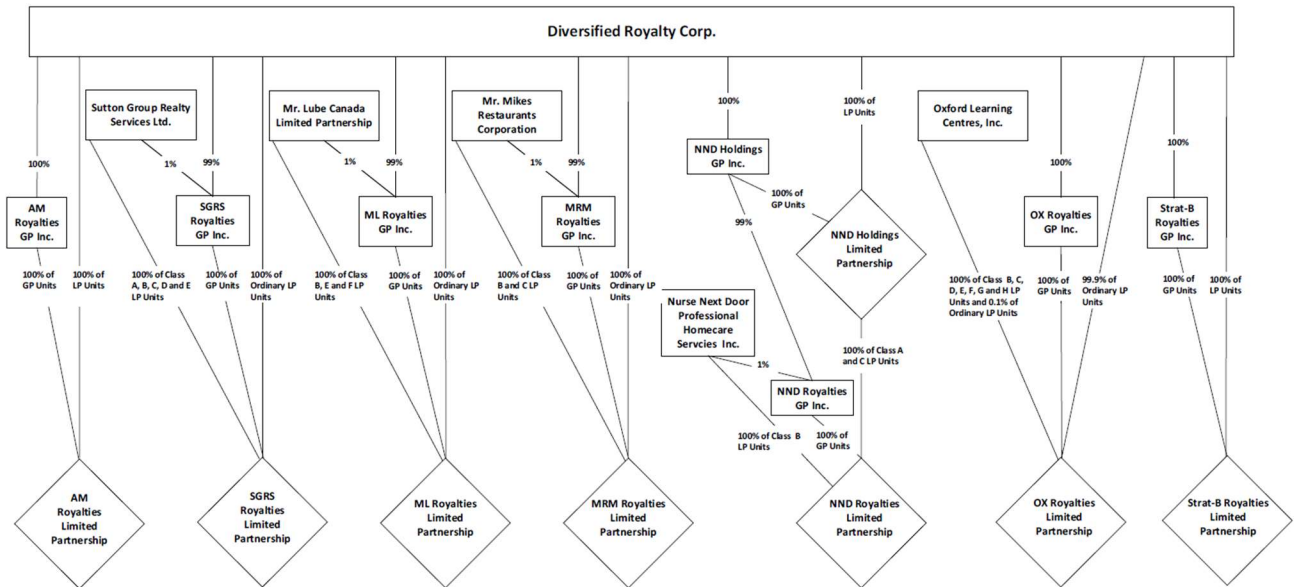 Diversified Royalty Corp.
Sutton Group Realty
Services Ltd.
Mr. Lube Canada
Limited Partnership
Mr. Mikes
Restaurants
Corporation
100%
100% of
LP Units
Oxford Learning
Centres, Inc.
100%
1%
99%
1%
99%
1%
99%
NND Holdings
GP Inc.
100%
100%
AM
Royalties
GP Inc.
SGRS
Royalties
GP Inc.
ML Royalties
GP Inc.
MRM
Royalties
GP Inc.
100% of
GP Units
99%
NND Holdings
Limited
Partnership
OX Royalties
GP Inc.
Strat-B
Royalties
GP Inc.
100% of
GP Units
100% of
LP Units
100% of Class
A, B, C, D and E
LP Units
100% of
GP Units
100% of
Ordinary LP
Units
100% of Class
B, E and F LP
Units
100% of
GP Units
100% of
Ordinary LP
Units
100% of Class
B and C LP
Units
100% of
GP Units
100% of
Ordinary LP
Units
100% of Class B, C,
D, E, F, G and H LP
Units and 0.1% of
Ordinary LP Units
100% of
GP Units
99.9% of
Ordinary LP
Units
100% of
GP Units
100% of
LP Units
Nurse Next Door
Professional
Homecare
Servcies Inc.
100% of Class A
and C LP Units
1%
NND Royalties
GP Inc.
100% of Class B
LP Units
100% of
GP Units
AM
Royalties
Limited
Partnership
SGRS
Royalties
Limited
Partnership
ML Royalties
Limited
Partnership
MRM Royalties
Limited
Partnership
NND Royalties
Limited
Partnership
OX Royalties
Limited
Partnership
Strat-B Royalties
Limited
Partnership